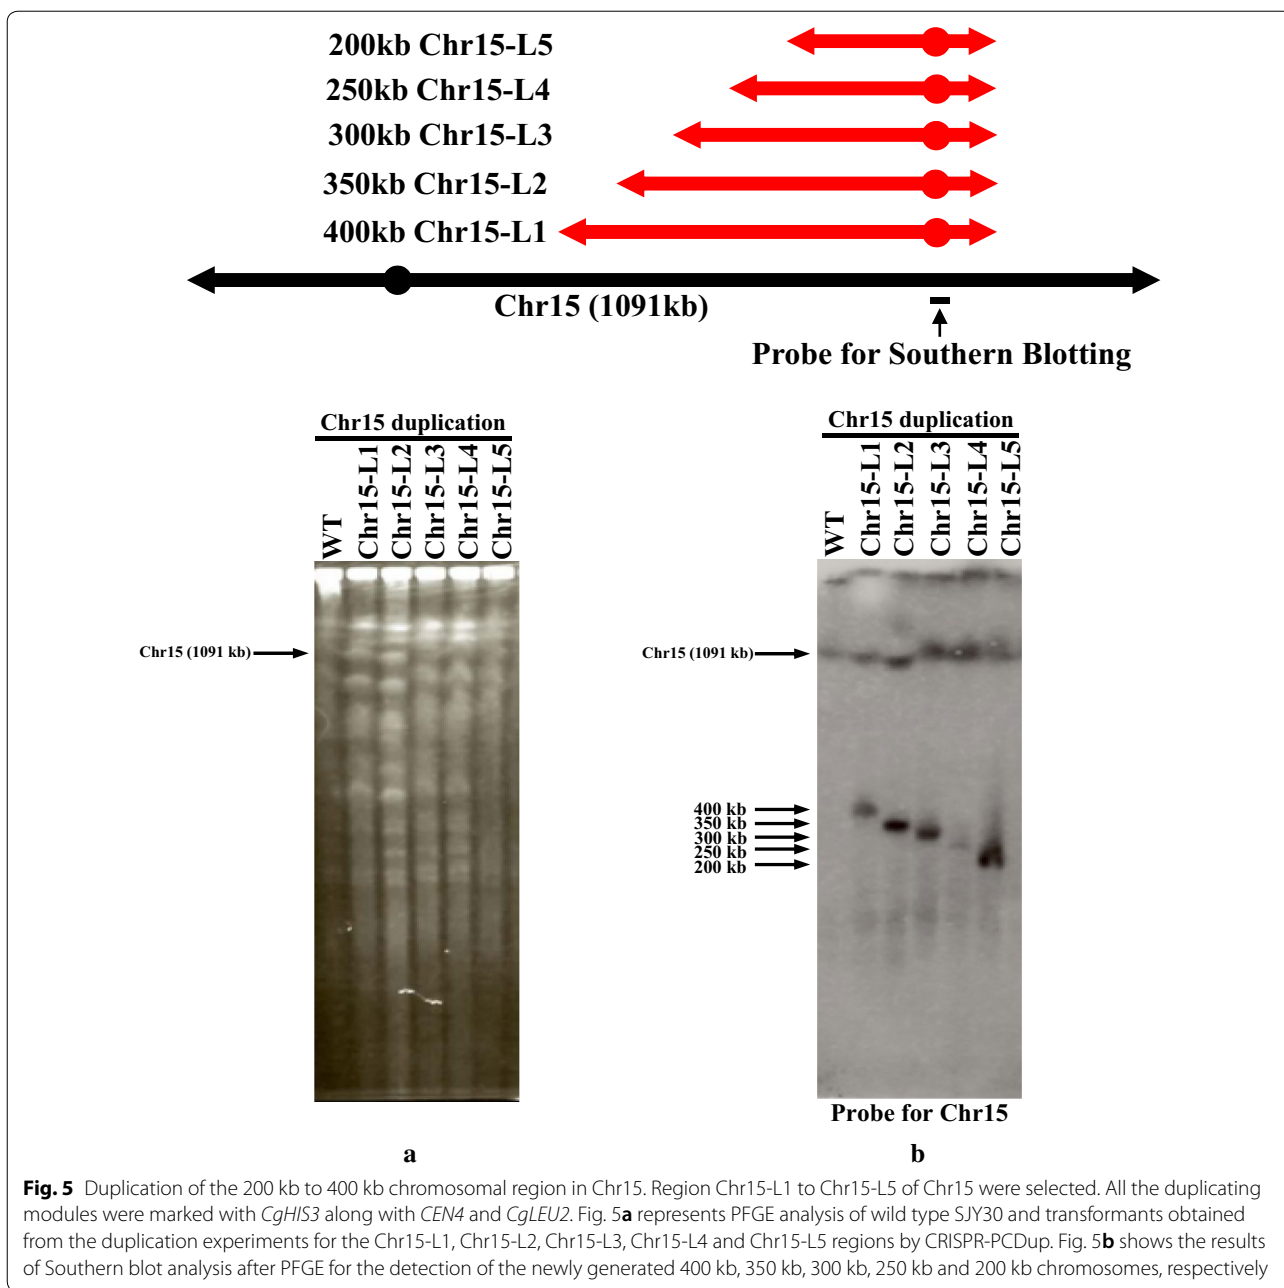 200kb Chr15-L5
250kb Chr15-L4
300kb Chr15-L3
350kb Chr15-L2
400kb Chr15-L1
Chr15 (1091kb)
Probe for Southern Blotting
Chr15 duplication
WT
Chr15-L1
Chr15-L2
Chr15-L3
Chr15-L4
Chr15-L5
Chr15 (1091 kb)
a
Chr15 duplication
WT
Chr15-L1
Chr15-L2
Chr15-L3
Chr15-L4
Chr15-L5
Chr15 (1091 kb)
400 kb
350 kb
300 kb
250 kb
200 kb
Probe for Chr15
b
Fig. 5 Duplication of the 200 kb to 400 kb chromosomal region in Chr15. Region Chr15-L1 to Chr15-L5 of Chr15 were selected. All the duplicating
modules were marked with CgHIS3 along with CEN4 and CgLEU2. Fig. 5a represents PFGE analysis of wild type SJY30 and transformants obtained
from the duplication experiments for the Chr15-L1, Chr15-L2, Chr15-L3, Chr15-L4 and Chr15-L5 regions by CRISPR-PCDup. Fig. 5b shows the results
of Southern blot analysis after PFGE for the detection of the newly generated 400 kb, 350 kb, 300 kb, 250 kb and 200 kb chromosomes, respectively